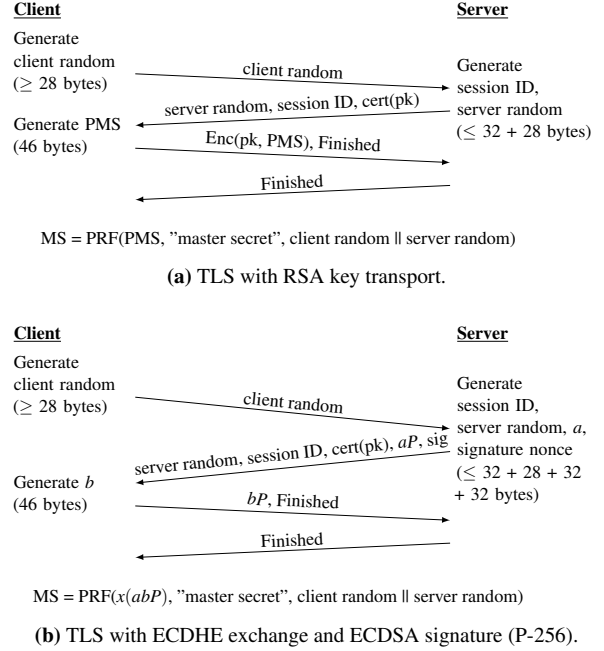 Client
Server
Generate
client random
(≥ 28 bytes)
client random
Generate
session ID,
server random
(≤ 32 + 28 bytes)
server random, session ID, cert(pk)
Generate PMS
(46 bytes)
Enc(pk, PMS), Finished
Finished
MS = PRF(PMS, ”master secret”, client random || server random)
(a) TLS with RSA key transport.
Client
Server
Generate
client random
(≥ 28 bytes)
client random
Generate
session ID,
server random, a,
signature nonce
(≤ 32 + 28 + 32
+ 32 bytes)
server random, session ID, cert(pk), aP, sig
Generate b
(46 bytes)
bP, Finished
Finished
MS = PRF(x(abP), ”master secret”, client random || server random)
(b) TLS with ECDHE exchange and ECDSA signature (P-256).